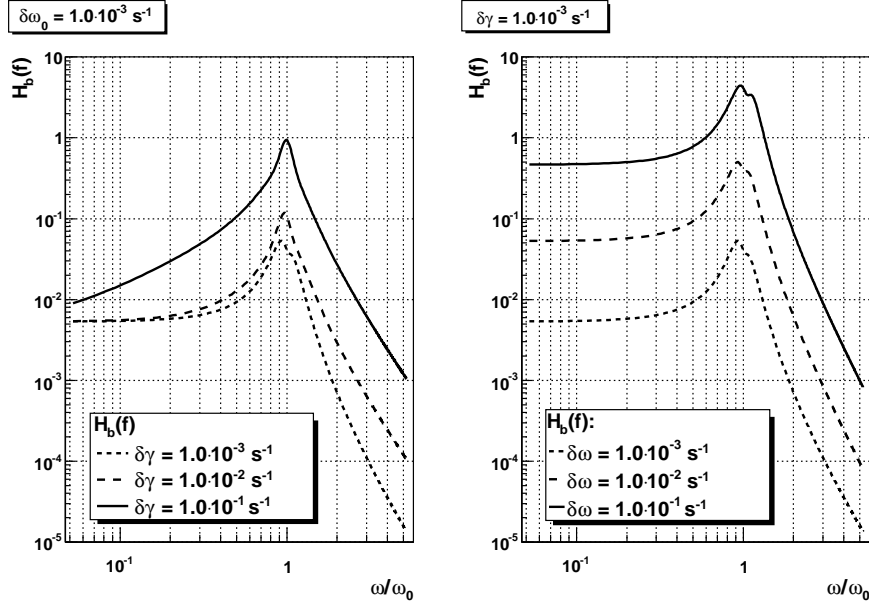 δω₀ = 1.0·10⁻³ s⁻¹
H_b(f)
10
1
10⁻¹
10⁻²
10⁻³
10⁻⁴
10⁻⁵
H_b(f)
δγ = 1.0·10⁻³ s⁻¹
δγ = 1.0·10⁻² s⁻¹
δγ = 1.0·10⁻¹ s⁻¹
10⁻¹
1
ω/ω₀
δγ = 1.0·10⁻³ s⁻¹
H_b(f)
10
1
10⁻¹
10⁻²
10⁻³
10⁻⁴
10⁻⁵
H_b(f):
δω = 1.0·10⁻³ s⁻¹
δω = 1.0·10⁻² s⁻¹
δω = 1.0·10⁻¹ s⁻¹
10⁻¹
1
ω/ω₀